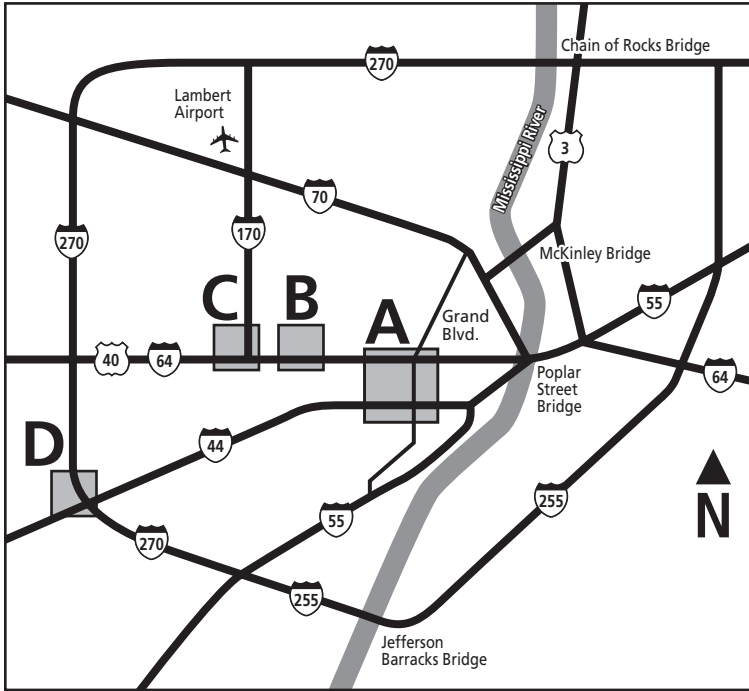 Chain of Rocks Bridge
270
Lambert
Airport
Mississippi River
3
70
270
170
McKinley Bridge
C
B
A
Grand
Blvd.
55
40
64
Poplar
Street
Bridge
64
D
44
255
N
55
270
255
Jefferson
Barracks Bridge